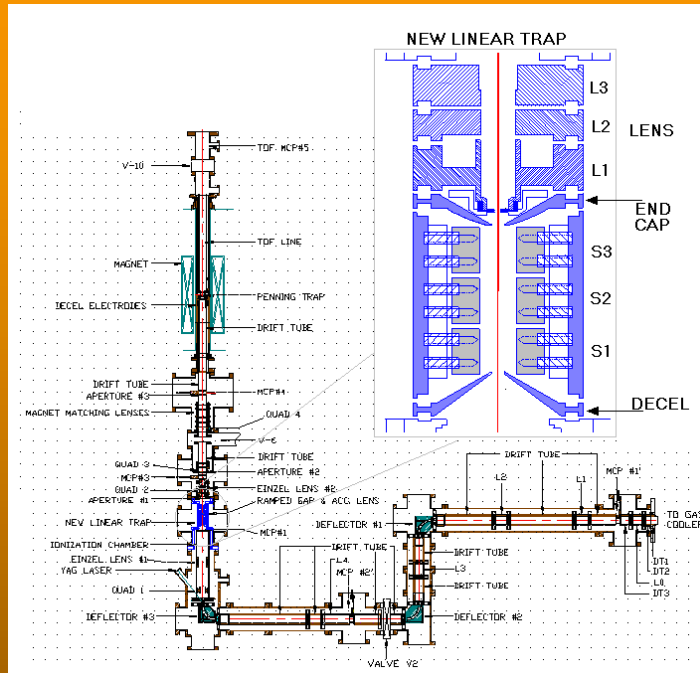 NEW LINEAR TRAP
L3
L2
LENS
L1
END
CAP
S3
S2
S1
DECEL
TOF MCP#5
V-10
TOF LINE
MAGNET
PENNING TRAP
DECEL ELECTRODES
DRIFT TUBE
DRIFT TUBE
APERTURE #3
MCP#4
MAGNET MATCHING LENSES
QUAD 4
V-6
DRIFT TUBE
QUAD 3
APERTURE #2
MCP#3
QUAD 2
EINZEL LENS #2
APERTURE #1
RAMPED GAP & ACC. LENS
NEW LINEAR TRAP
MCP#1
IONIZATION CHAMBER
EINZEL LENS #1
YAG LASER
QUAD 1
DEFLECTOR #3
DRIFT TUBE
L4
MCP #2'
VALVE V2
DEFLECTOR #2
DRIFT TUBE
L3
DRIFT TUBE
DEFLECTOR #1
DRIFT TUBE
L2
L1
MCP #1'
TO GAS
COOLER
DT1
DT2
L0
DT3